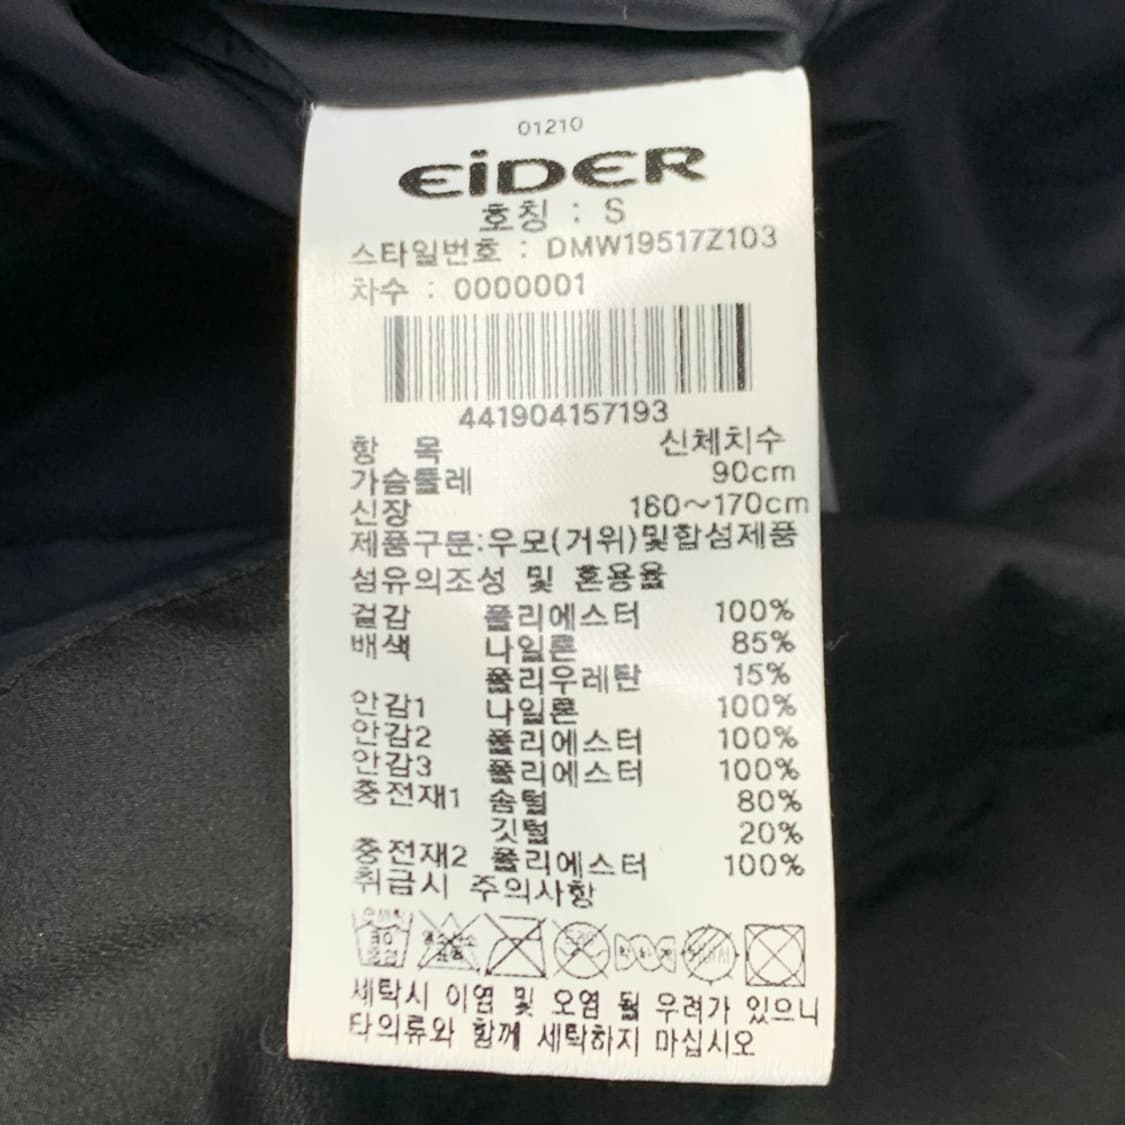 01210
EiDER
호칭 : S
스타일번호 : DMW19517Z103
차수 : 0000001
441904157193
항 목 신체치수
가슴둘레 90cm
신장 160~170cm
제품구분:우모(거위)및합섬제품
섬유의조성 및 혼용율
겉감 폴리에스터 100%
배색 나일론 85%
폴리우레탄 15%
안감1 나일론 100%
안감2 폴리에스터 100%
안감3 폴리에스터 100%
충전재1 솜털 80%
깃털 20%
충전재2 폴리에스터 100%
취급시 주의사항
세탁시 이염 및 오염 될 우려가 있으니
타의류와 함께 세탁하지 마십시오